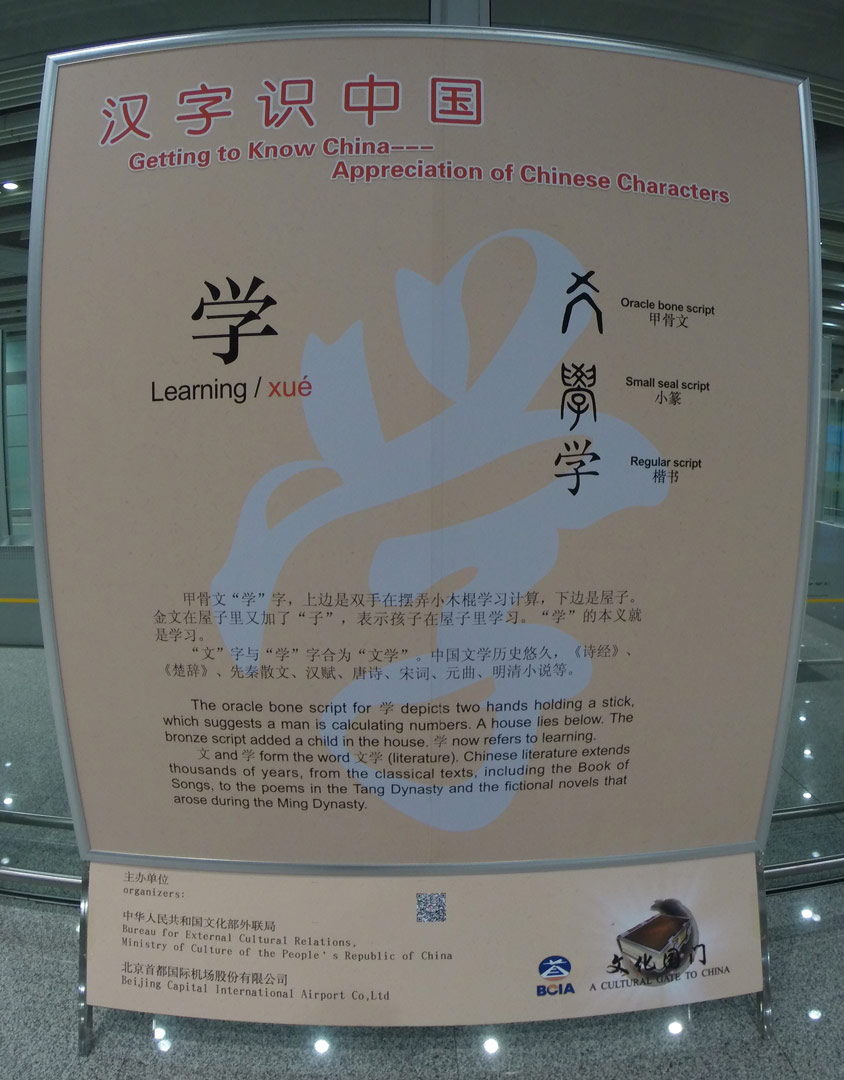 汉字识中国
Getting to Know China---
Appreciation of Chinese Characters
学
Learning / xué
Oracle bone script
甲骨文
學
Small seal script
小篆
学
Regular script
楷书
甲骨文“学”字，上边是双手在摆弄小木棍学习计算，下边是屋子。
金文在屋子里又加了“子”，表示孩子在屋子里学习。“学”的本义就
是学习。
“文”字与“学”字合为“文学”。中国文学历史悠久，《诗经》、
《楚辞》、先秦散文、汉赋、唐诗、宋词、元曲、明清小说等。
The oracle bone script for 学 depicts two hands holding a stick,
which suggests a man is calculating numbers. A house lies below. The
bronze script added a child in the house. 学 now refers to learning.
文 and 学 form the word 文学 (literature). Chinese literature extends
thousands of years, from the classical texts, including the Book of
Songs, to the poems in the Tang Dynasty and the fictional novels that
arose during the Ming Dynasty.
主办单位
organizers:
中华人民共和国文化部外联局
Bureau for External Cultural Relations,
Ministry of Culture of the People's Republic of China
北京首都国际机场股份有限公司
Beijing Capital International Airport Co,Ltd
BCIA
文化国门
A CULTURAL GATE TO CHINA